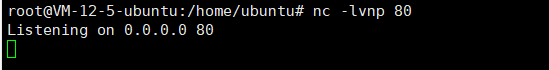 root@VM-12-5-ubuntu:/home/ubuntu# nc -lvnp 80
Listening on 0.0.0.0 80